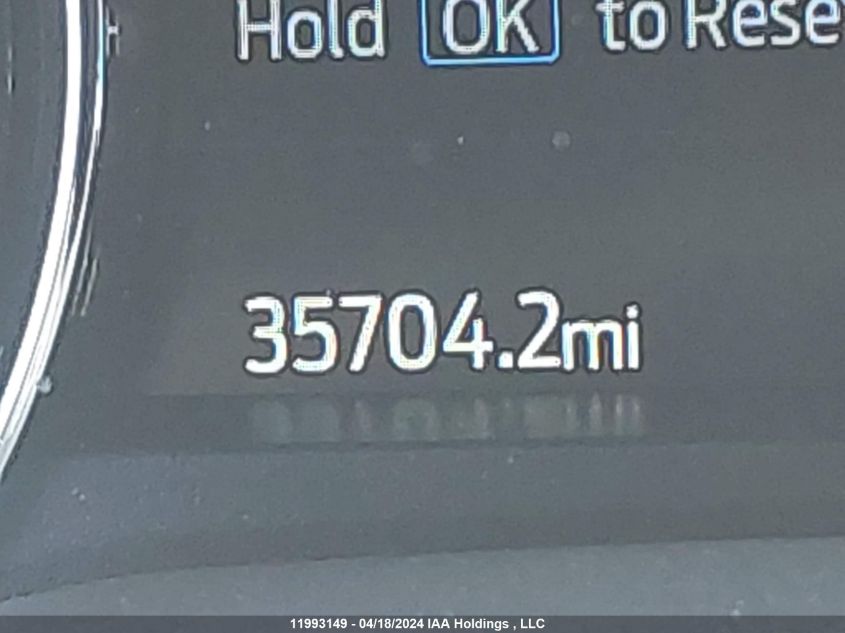 Hold OK to Rese
35704.2mi
11993149 - 04/18/2024 IAA Holdings , LLC